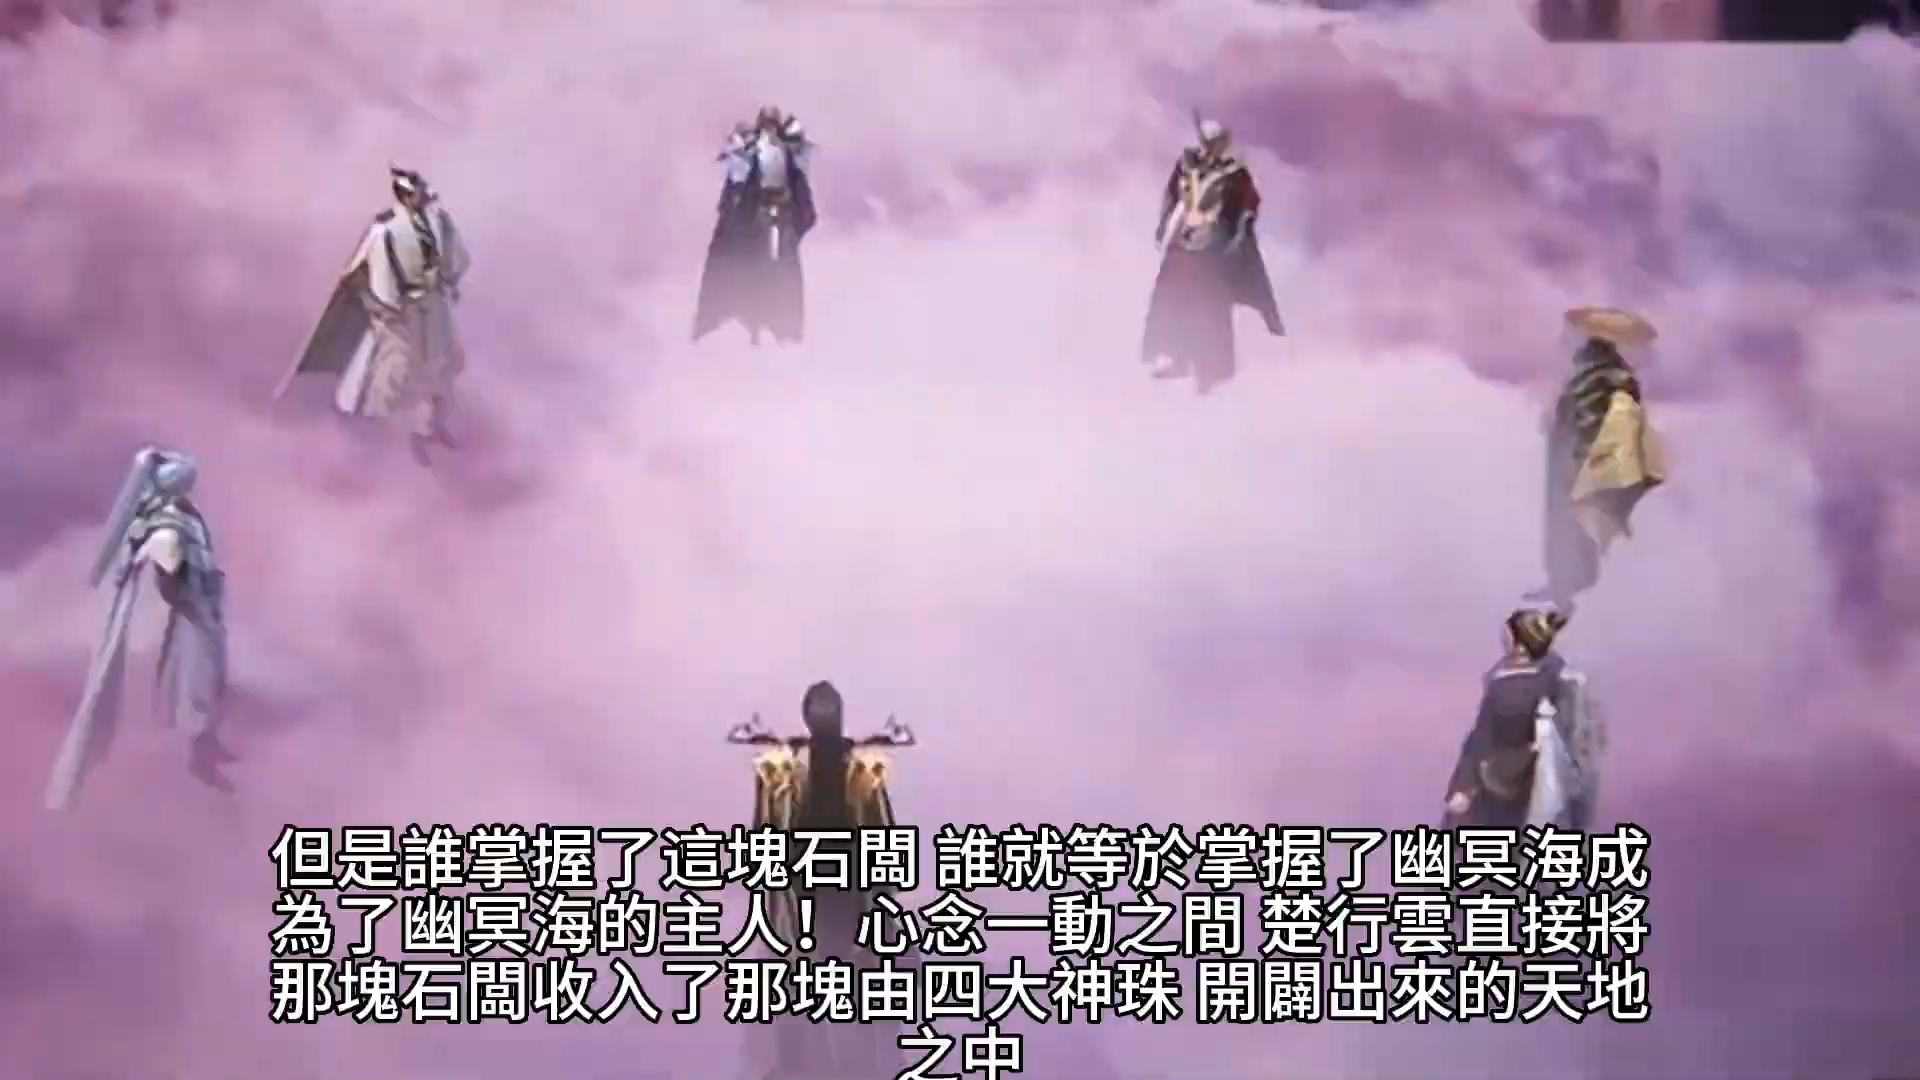 但是誰掌握了這塊石闆 誰就等於掌握了幽冥海成
為了幽冥海的主人！心念一動之間 楚行雲直接將
那塊石闆收入了那塊由四大神珠 開闢出來的天地
之中